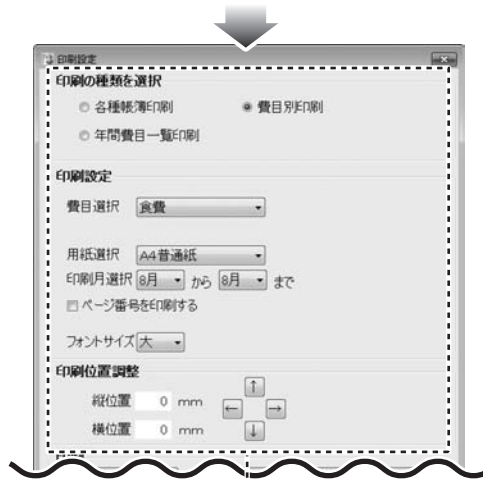 印刷設定
印刷の種類を選択
各種帳簿印刷 費目別印刷
年間費目一覧印刷
印刷設定
費目選択 食費
用紙選択 A4普通紙
印刷月選択 8月 から 8月 まで
ページ番号を印刷する
フォントサイズ 大
印刷位置調整
↑
縦位置 0 mm
← →
横位置 0 mm ↓